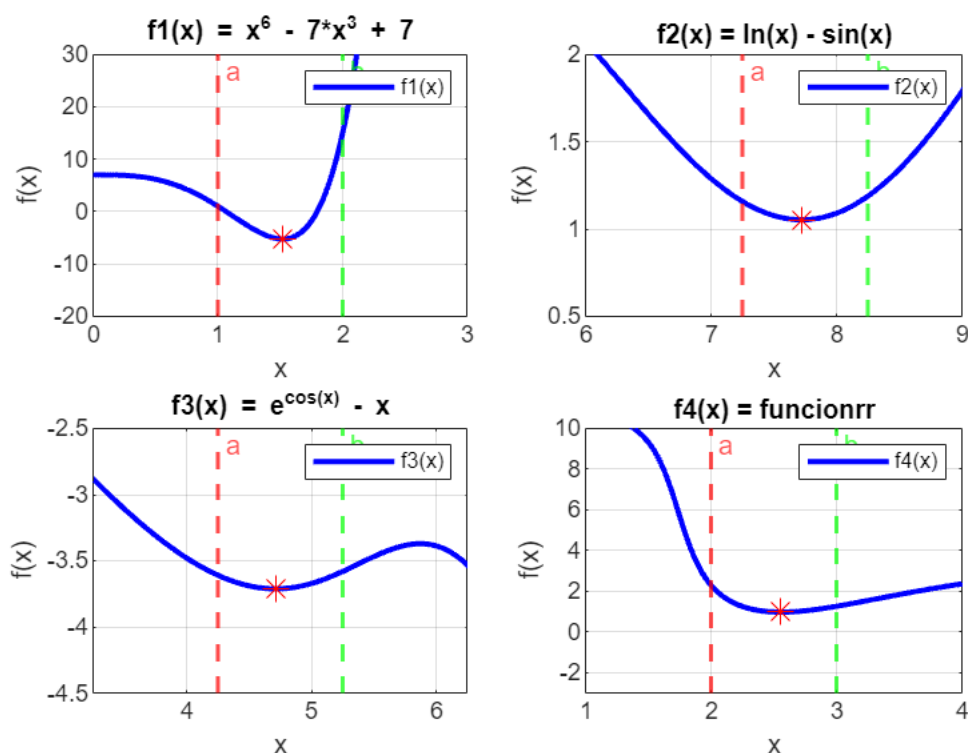 f1(x) = x^6 - 7*x^3 + 7
30
20
10
0
-10
-20
f(x)
a
f1(x)
0
1
2
3
x
f2(x) = ln(x) - sin(x)
2
1.5
1
0.5
f(x)
a
f2(x)
6
7
8
9
x
f3(x) = e^cos(x) - x
-2.5
-3
-3.5
-4
-4.5
f(x)
a
f3(x)
4
5
6
x
f4(x) = funcionrr
10
8
6
4
2
0
-2
f(x)
a
f4(x)
1
2
3
4
x